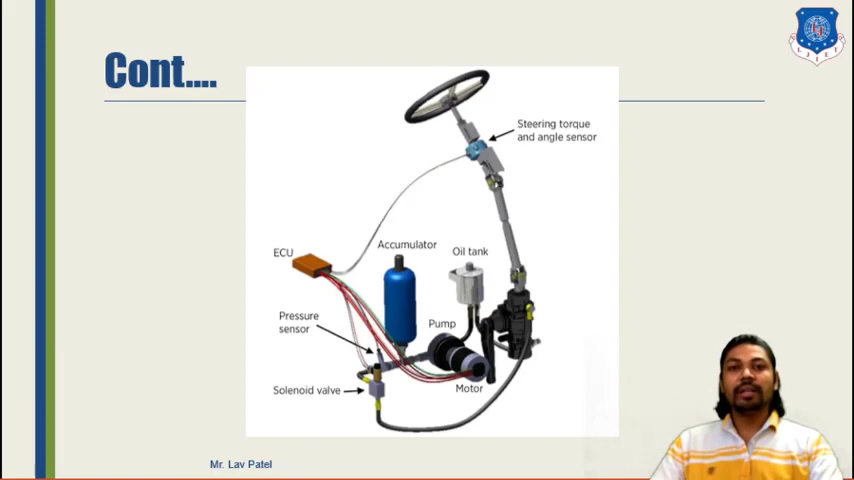 Cont....
Steering torque
and angle sensor
ECU
Accumulator
Oil tank
Pressure
sensor
Pump
Solenoid valve
Motor
Mr. Lav Patel
LJIET